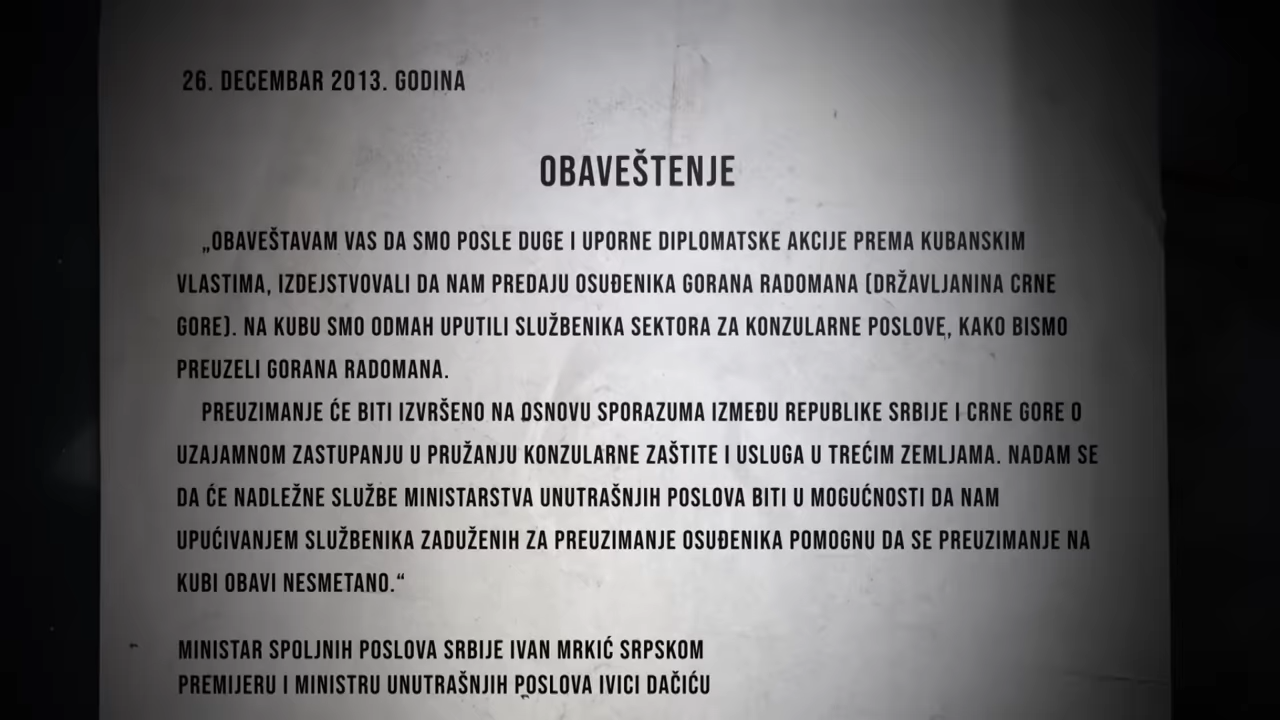 26. DECEMBAR 2013. GODINA
OBAVEŠTENJE
„OBAVEŠTAVAM VAS DA SMO POSLE DUGE I UPORNE DIPLOMATSKE AKCIJE PREMA KUBANSKIM
VLASTIMA, IZDEJSTVOVALI DA NAM PREDAJU OSUĐENIKA GORANA RADOMANA (DRŽAVLJANINA CRNE
GORE). NA KUBU SMO ODMAH UPUTILI SLUŽBENIKA SEKTORA ZA KONZULARNE POSLOVE, KAKO BISMO
PREUZELI GORANA RADOMANA.
PREUZIMANJE ĆE BITI IZVRŠENO NA OSNOVU SPORAZUMA IZMEĐU REPUBLIKE SRBIJE I CRNE GORE O
UZAJAMNOM ZASTUPANJU U PRUŽANJU KONZULARNE ZAŠTITE I USLUGA U TREĆIM ZEMLJAMA. NADAM SE
DA ĆE NADLEŽNE SLUŽBE MINISTARSTVA UNUTRAŠNJIH POSLOVA BITI U MOGUĆNOSTI DA NAM
UPUĆIVANJEM SLUŽBENIKA ZADUŽENIH ZA PREUZIMANJE OSUĐENIKA POMOGNU DA SE PREUZIMANJE NA
KUBI OBAVI NESMETANO.“
MINISTAR SPOLJNIH POSLOVA SRBIJE IVAN MRKIĆ SRPSKOM
PREMIJERU I MINISTRU UNUTRAŠNJIH POSLOVA IVICI DAČIĆU